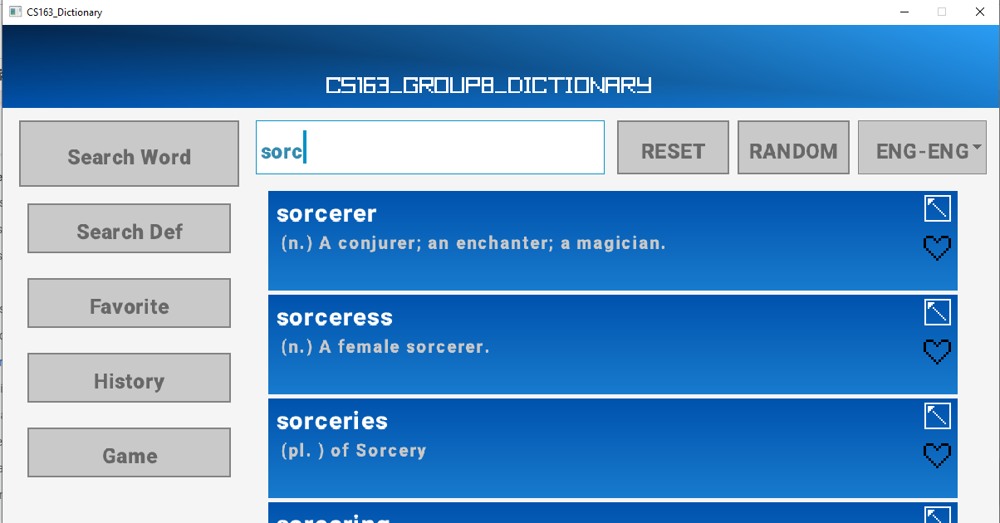 CS163_Dictionary
CS163_GROUP8_DICTIONARY
Search Word
sorc
RESET
RANDOM
ENG-ENG
Search Def
Favorite
History
Game
sorcerer
(n.) A conjurer; an enchanter; a magician.
sorceress
(n.) A female sorcerer.
sorceries
(pl. ) of Sorcery
sorcering